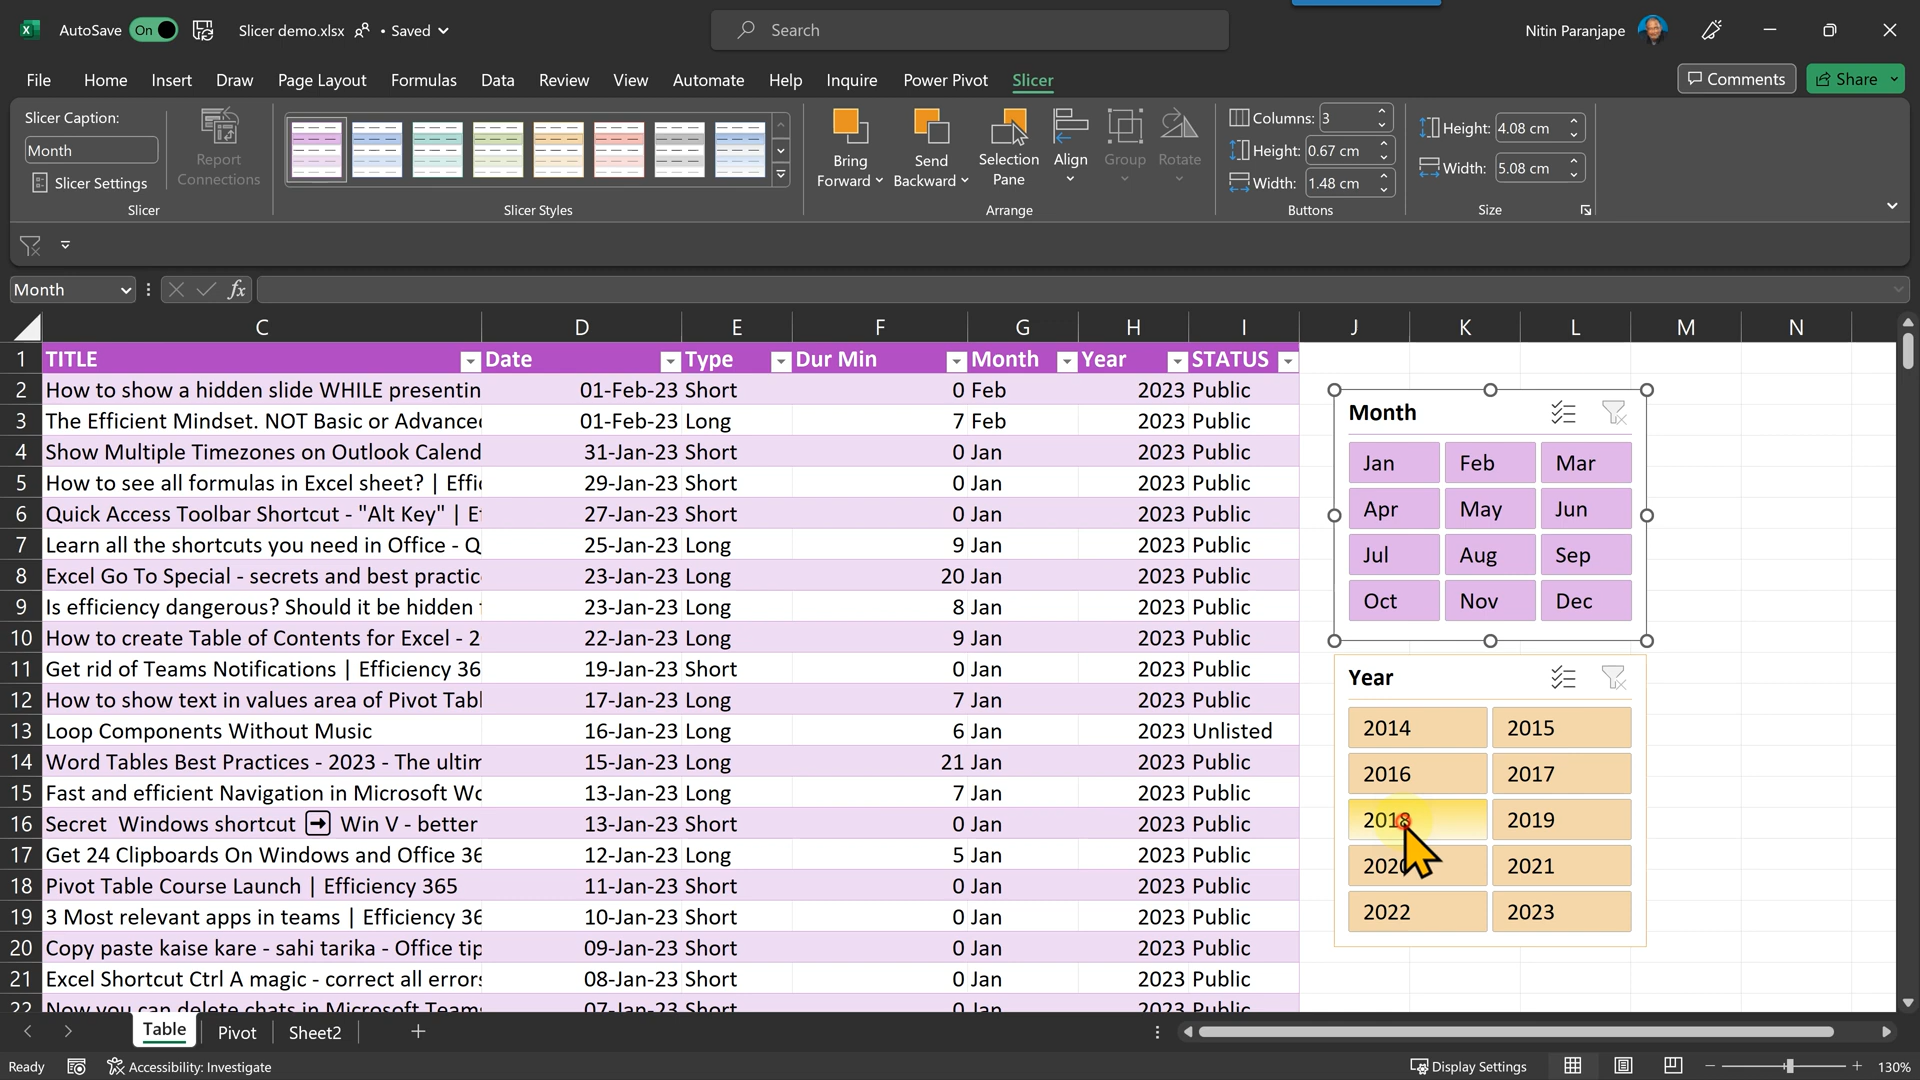 AutoSave On Slicer demo.xlsx • Saved Search Nitin Paranjape
File Home Insert Draw Page Layout Formulas Data Review View Automate Help Inquire Power Pivot Slicer Comments Share
Slicer Caption:
Month
Slicer Settings
Report Connections
Slicer
Slicer Styles
Bring Forward
Send Backward
Selection Pane
Align
Group
Rotate
Arrange
Columns: 3
Height: 0.67 cm
Width: 1.48 cm
Buttons
Height: 4.08 cm
Width: 5.08 cm
Size
Month fx
C D E F G H I J K L M N
1 TITLE Date Type Dur Min Month Year STATUS
2 How to show a hidden slide WHILE presentin 01-Feb-23 Short 0 Feb 2023 Public
3 The Efficient Mindset. NOT Basic or Advance 01-Feb-23 Long 7 Feb 2023 Public
4 Show Multiple Timezones on Outlook Calend 31-Jan-23 Short 0 Jan 2023 Public
5 How to see all formulas in Excel sheet? | Effi 29-Jan-23 Short 0 Jan 2023 Public
6 Quick Access Toolbar Shortcut - "Alt Key" | E 27-Jan-23 Short 0 Jan 2023 Public
7 Learn all the shortcuts you need in Office - Q 25-Jan-23 Long 9 Jan 2023 Public
8 Excel Go To Special - secrets and best practic 23-Jan-23 Long 20 Jan 2023 Public
9 Is efficiency dangerous? Should it be hidden 23-Jan-23 Long 8 Jan 2023 Public
10 How to create Table of Contents for Excel - 2 22-Jan-23 Long 9 Jan 2023 Public
11 Get rid of Teams Notifications | Efficiency 36 19-Jan-23 Short 0 Jan 2023 Public
12 How to show text in values area of Pivot Tabl 17-Jan-23 Long 7 Jan 2023 Public
13 Loop Components Without Music 16-Jan-23 Long 6 Jan 2023 Unlisted
14 Word Tables Best Practices - 2023 - The ultim 15-Jan-23 Long 21 Jan 2023 Public
15 Fast and efficient Navigation in Microsoft Wo 13-Jan-23 Long 7 Jan 2023 Public
16 Secret Windows shortcut ➡ Win V - better 13-Jan-23 Short 0 Jan 2023 Public
17 Get 24 Clipboards On Windows and Office 36 12-Jan-23 Long 5 Jan 2023 Public
18 Pivot Table Course Launch | Efficiency 365 11-Jan-23 Short 0 Jan 2023 Public
19 3 Most relevant apps in teams | Efficiency 36 10-Jan-23 Short 0 Jan 2023 Public
20 Copy paste kaise kare - sahi tarika - Office tip 09-Jan-23 Short 0 Jan 2023 Public
21 Excel Shortcut Ctrl A magic - correct all errors 08-Jan-23 Short 0 Jan 2023 Public
22 Now you can delete chats in Microsoft Team 07-Jan-23 Short 0 Jan 2023 Public
Month
Jan Feb Mar
Apr May Jun
Jul Aug Sep
Oct Nov Dec
Year
2014 2015
2016 2017
2018 2019
2020 2021
2022 2023
Table Pivot Sheet2
Ready Accessibility: Investigate Display Settings 130%